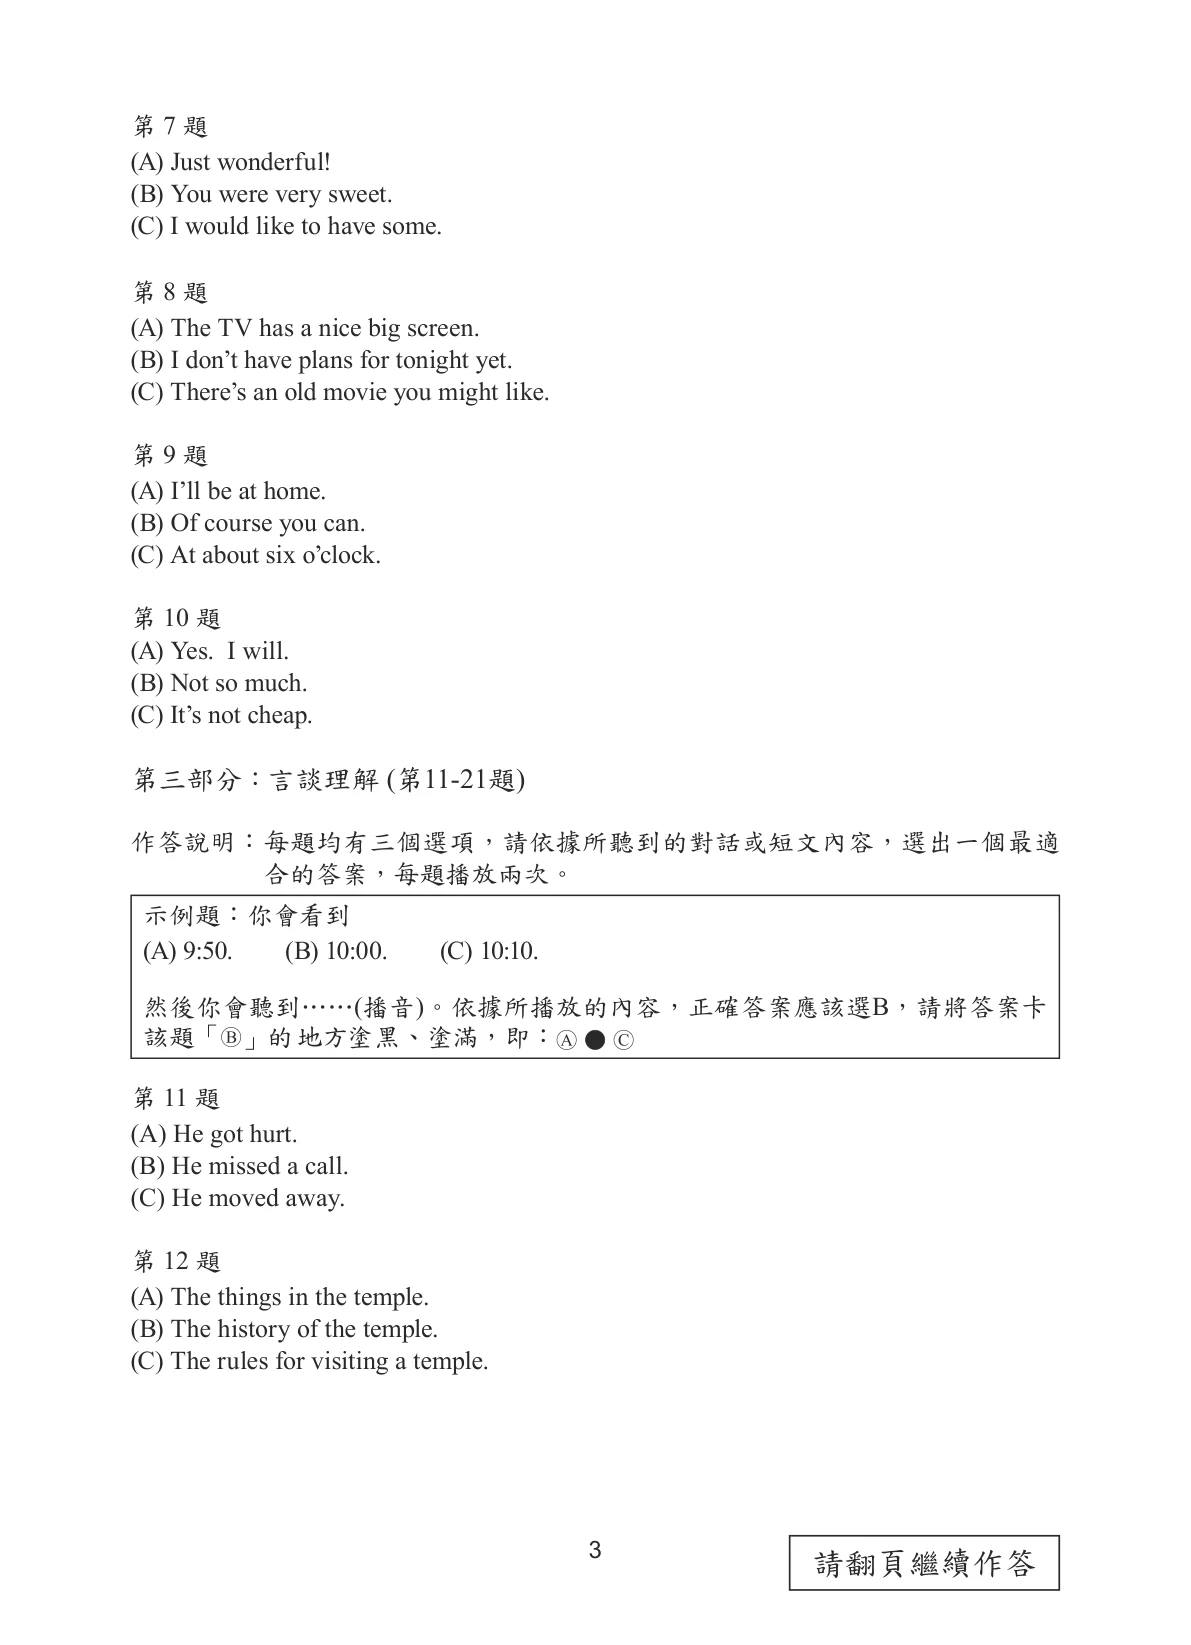 第 7 題
(A) Just wonderful!
(B) You were very sweet.
(C) I would like to have some.
第 8 題
(A) The TV has a nice big screen.
(B) I don’t have plans for tonight yet.
(C) There’s an old movie you might like.
第 9 題
(A) I’ll be at home.
(B) Of course you can.
(C) At about six o’clock.
第 10 題
(A) Yes.  I will.
(B) Not so much.
(C) It’s not cheap.
第三部分：言談理解 (第11-21題)
作答說明：每題均有三個選項，請依據所聽到的對話或短文內容，選出一個最適
合的答案，每題播放兩次。
示例題：你會看到
(A) 9:50.  (B) 10:00.  (C) 10:10.
然後你會聽到……(播音)。依據所播放的內容，正確答案應該選B，請將答案卡
該題「Ⓑ」的地方塗黑、塗滿，即：Ⓐ ● Ⓒ
第 11 題
(A) He got hurt.
(B) He missed a call.
(C) He moved away.
第 12 題
(A) The things in the temple.
(B) The history of the temple.
(C) The rules for visiting a temple.
3
請翻頁繼續作答